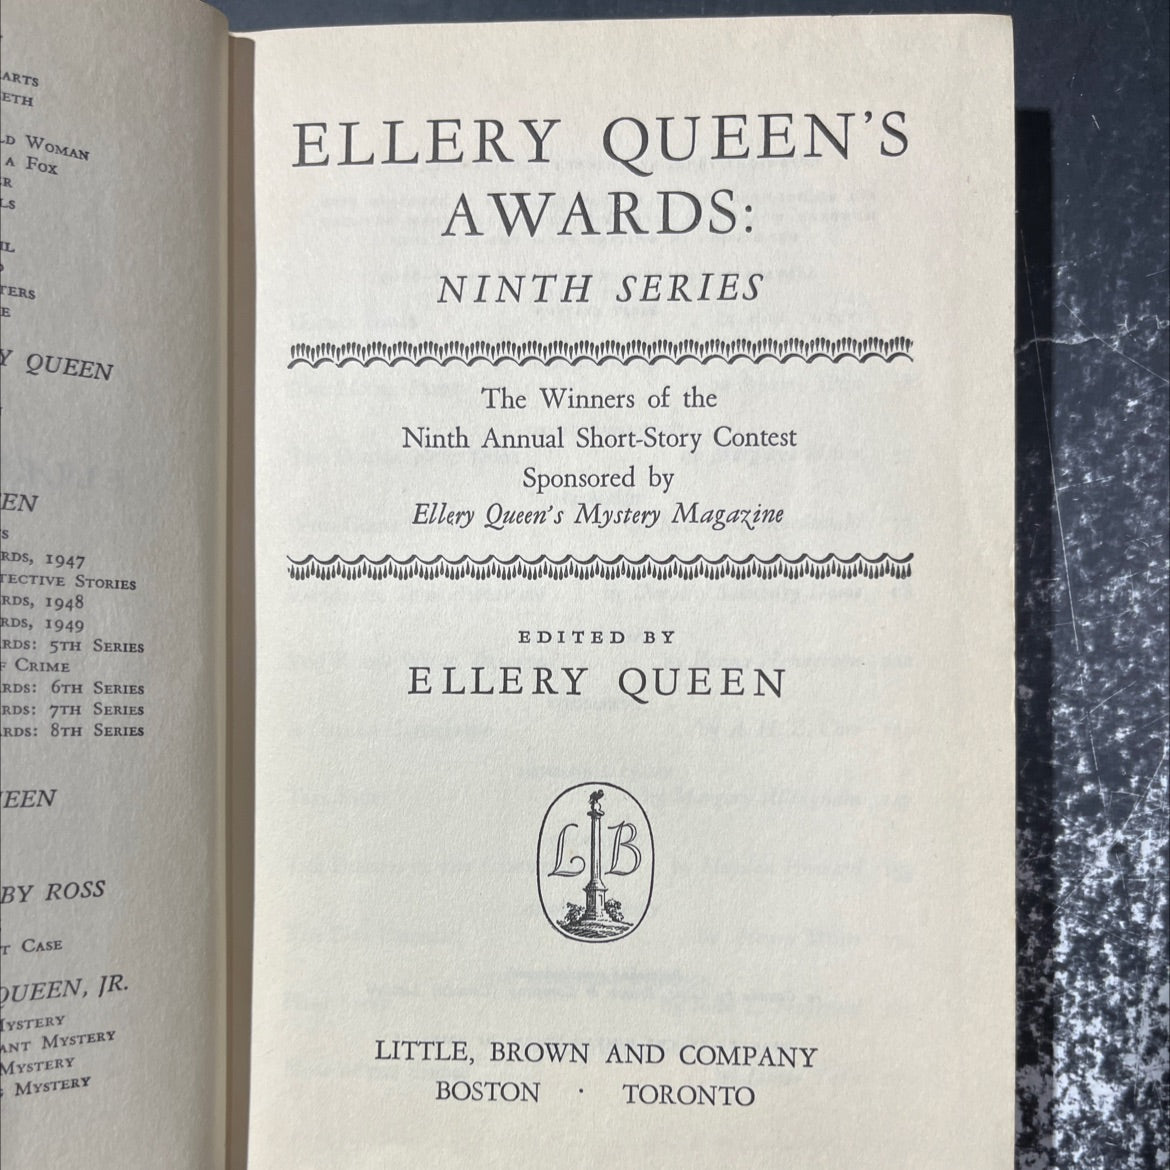 ARTS
ETH
LD WOMAN
A FOX
ER
LS
IL
TERS
E
Y QUEEN
EN
S
RDS, 1947
TECTIVE STORIES
RDS, 1948
RDS, 1949
RDS: 5TH SERIES
F CRIME
RDS: 6TH SERIES
RDS: 7TH SERIES
RDS: 8TH SERIES
UEEN
BY ROSS
T CASE
QUEEN, JR.
MYSTERY
ANT MYSTERY
MYSTERY
MYSTERY
ELLERY QUEEN'S
AWARDS:
NINTH SERIES
The Winners of the
Ninth Annual Short-Story Contest
Sponsored by
Ellery Queen's Mystery Magazine
EDITED BY
ELLERY QUEEN
L B
LITTLE, BROWN AND COMPANY
BOSTON · TORONTO